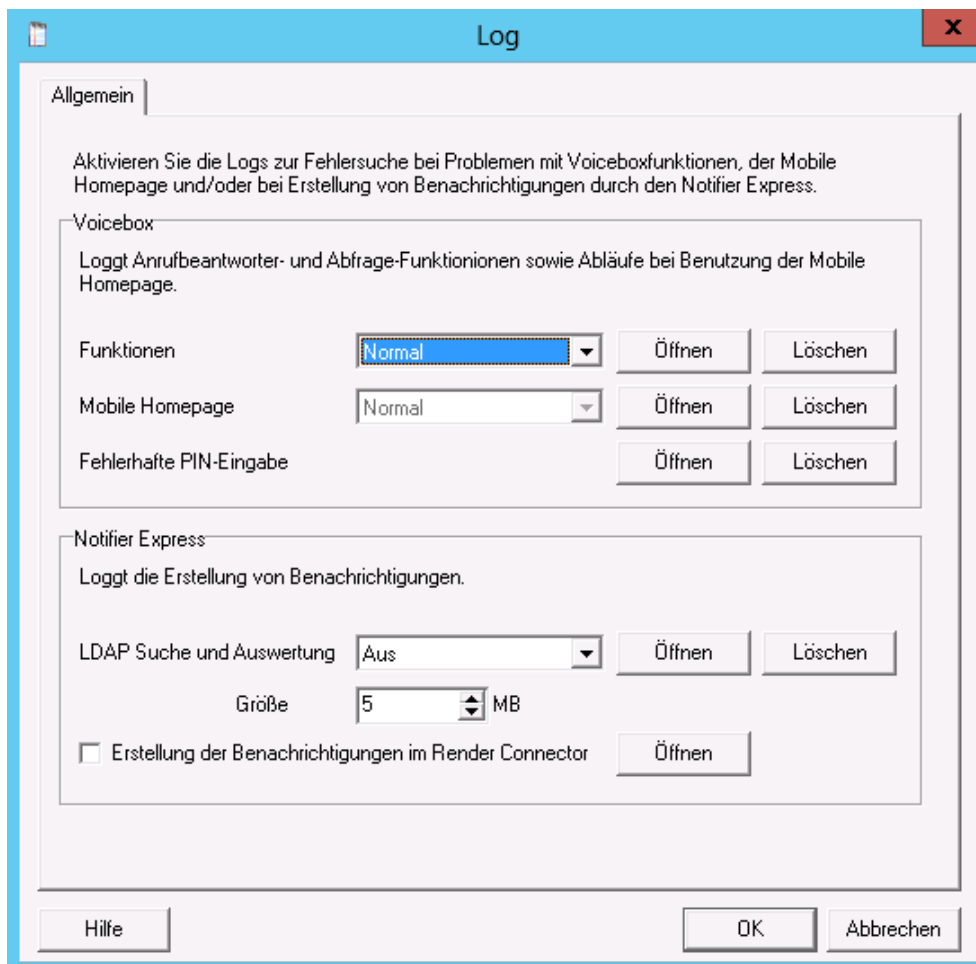 Log
x
Allgemein
Aktivieren Sie die Logs zur Fehlersuche bei Problemen mit Voiceboxfunktionen, der Mobile
Homepage und/oder bei Erstellung von Benachrichtigungen durch den Notifier Express.
Voicebox
Loggt Anrufbeantworter- und Abfrage-Funktionionen sowie Abläufe bei Benutzung der Mobile
Homepage.
Funktionen Normal Öffnen Löschen
Mobile Homepage Normal Öffnen Löschen
Fehlerhafte PIN-Eingabe Öffnen Löschen
Notifier Express
Loggt die Erstellung von Benachrichtigungen.
LDAP Suche und Auswertung Aus Öffnen Löschen
Größe 5 MB
Erstellung der Benachrichtigungen im Render Connector Öffnen
Hilfe OK Abbrechen